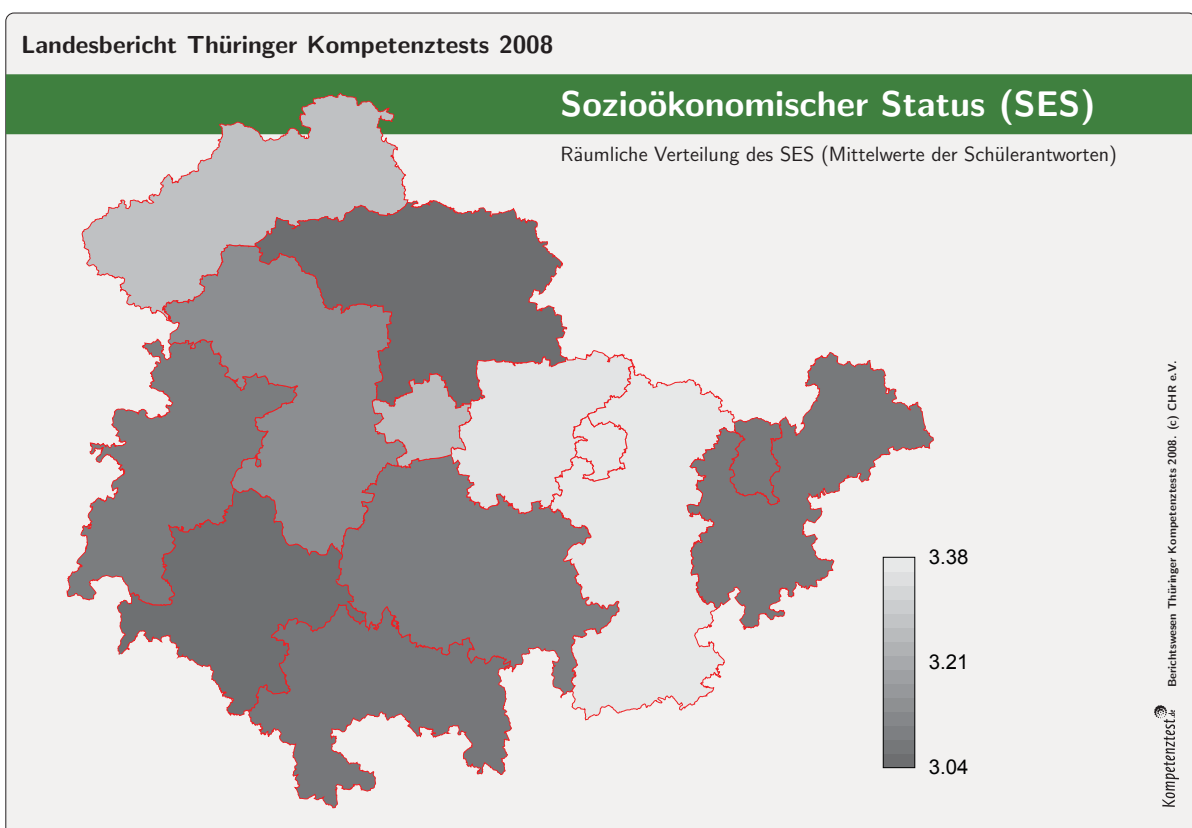 Landesbericht Thüringer Kompetenztests 2008
Sozioökonomischer Status (SES)
Räumliche Verteilung des SES (Mittelwerte der Schülerantworten)
3.38
3.21
3.04
Berichtswesen Thüringer Kompetenztests 2008. (c) CHR e.V.
Kompetenztest.de